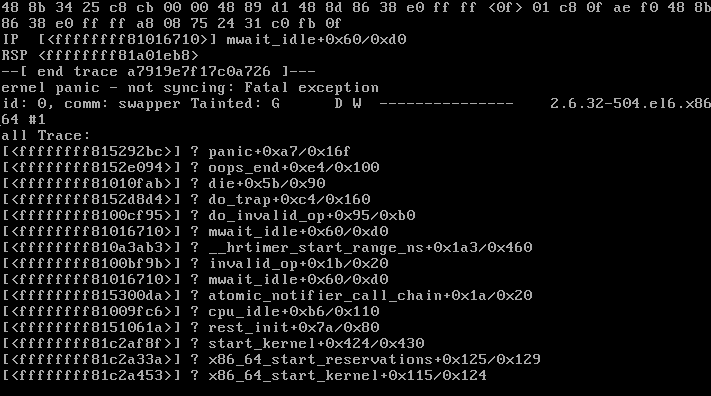 48 8b 34 25 c8 cb 00 00 48 89 d1 48 8d 86 38 e0 ff ff <0f> 01 c8 0f ae f0 48 8b
86 38 e0 ff ff a8 08 75 24 31 c0 fb 0f
IP  [<ffffffff81016710>] mwait_idle+0x60/0xd0
RSP <ffffffff81a01eb8>
--[ end trace a7919e7f17c0a726 ]---
ernel panic - not syncing: Fatal exception
id: 0, comm: swapper Tainted: G      D W  ---------------    2.6.32-504.el6.x86
64 #1
all Trace:
[<ffffffff815292bc>] ? panic+0xa7/0x16f
[<ffffffff8152e094>] ? oops_end+0xe4/0x100
[<ffffffff81010fab>] ? die+0x5b/0x90
[<ffffffff8152d8d4>] ? do_trap+0xc4/0x160
[<ffffffff8100cf95>] ? do_invalid_op+0x95/0xb0
[<ffffffff81016710>] ? mwait_idle+0x60/0xd0
[<ffffffff810a3ab3>] ? __hrtimer_start_range_ns+0x1a3/0x460
[<ffffffff8100bf9b>] ? invalid_op+0x1b/0x20
[<ffffffff81016710>] ? mwait_idle+0x60/0xd0
[<ffffffff815300da>] ? atomic_notifier_call_chain+0x1a/0x20
[<ffffffff81009fc6>] ? cpu_idle+0xb6/0x110
[<ffffffff8151061a>] ? rest_init+0x7a/0x80
[<ffffffff81c2af8f>] ? start_kernel+0x424/0x430
[<ffffffff81c2a33a>] ? x86_64_start_reservations+0x125/0x129
[<ffffffff81c2a453>] ? x86_64_start_kernel+0x115/0x124